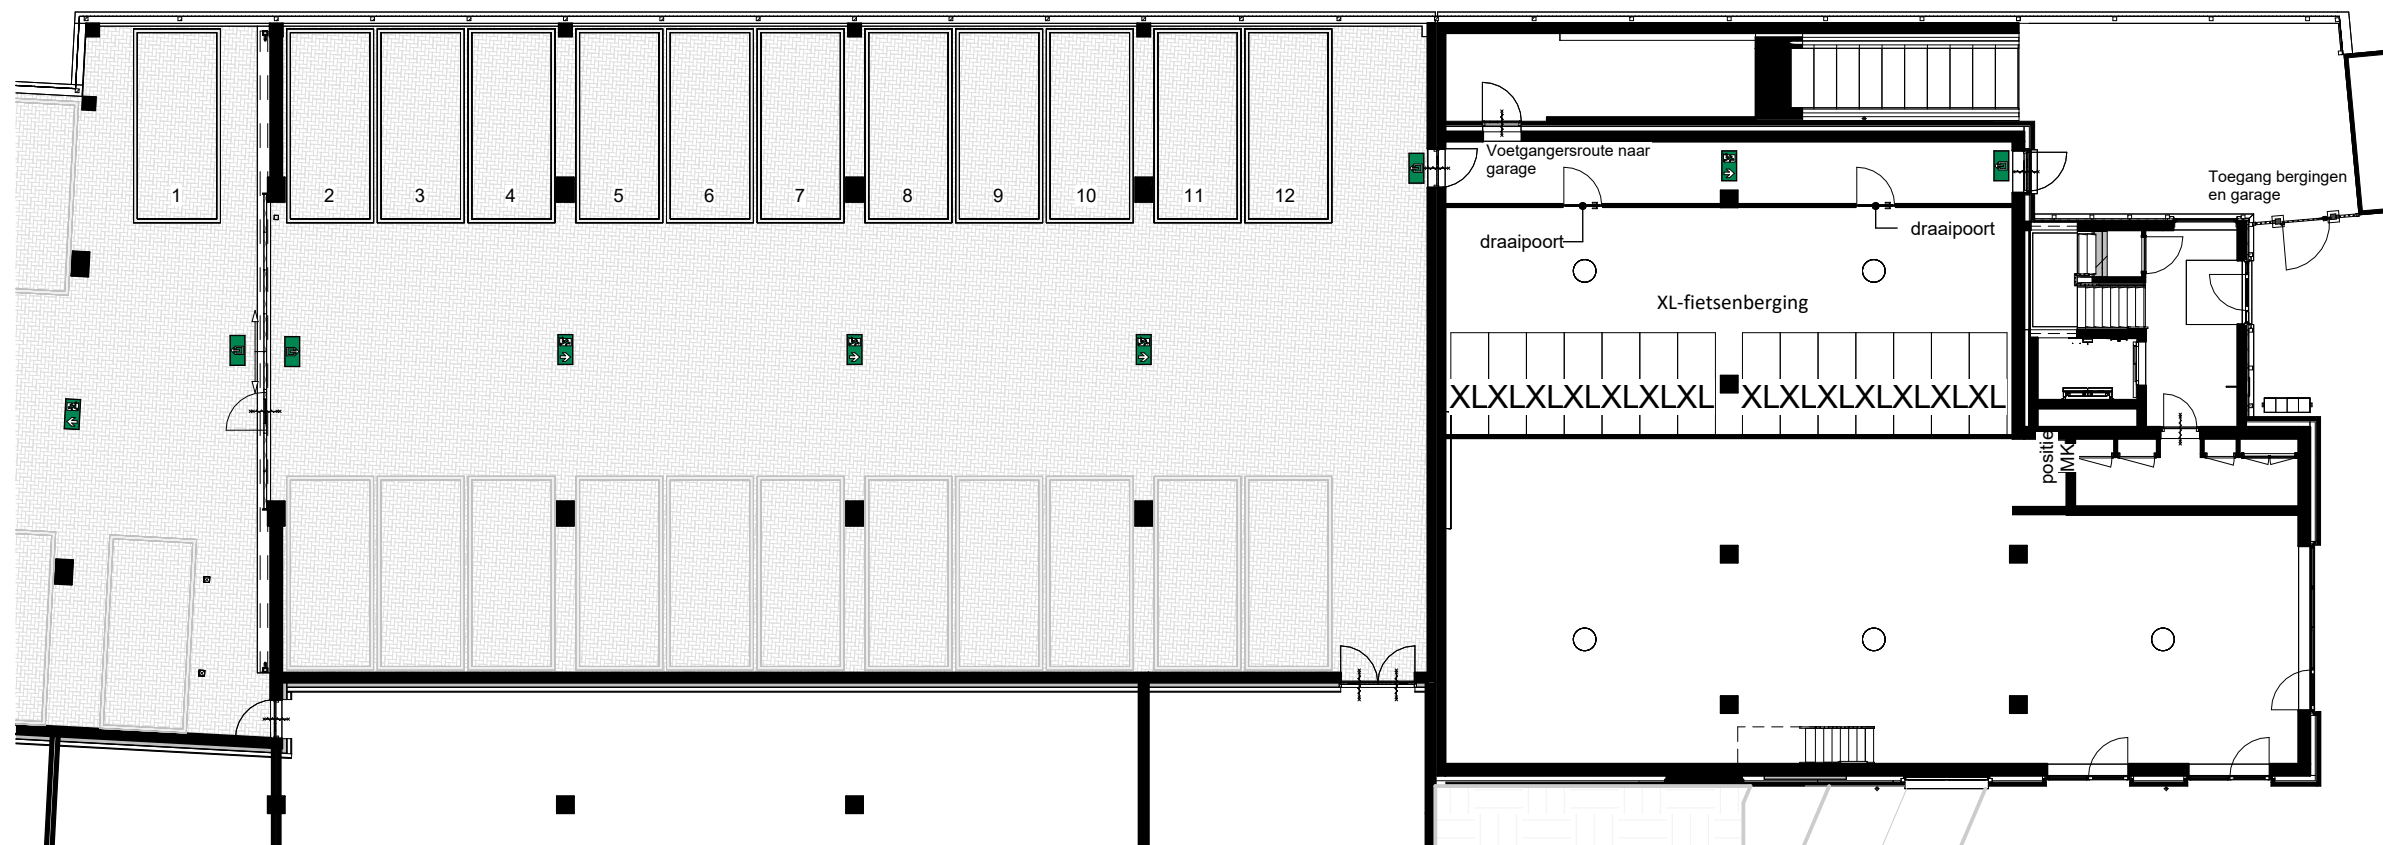 1
2
3
4
5
6
7
8
9
10
11
12
Voetgangersroute naar
garage
Toegang bergingen
en garage
draaipoort
draaipoort
XL-fietsenberging
XLXLXLXLXLXLXL
XLXLXLXLXLXLXL
positie
MK